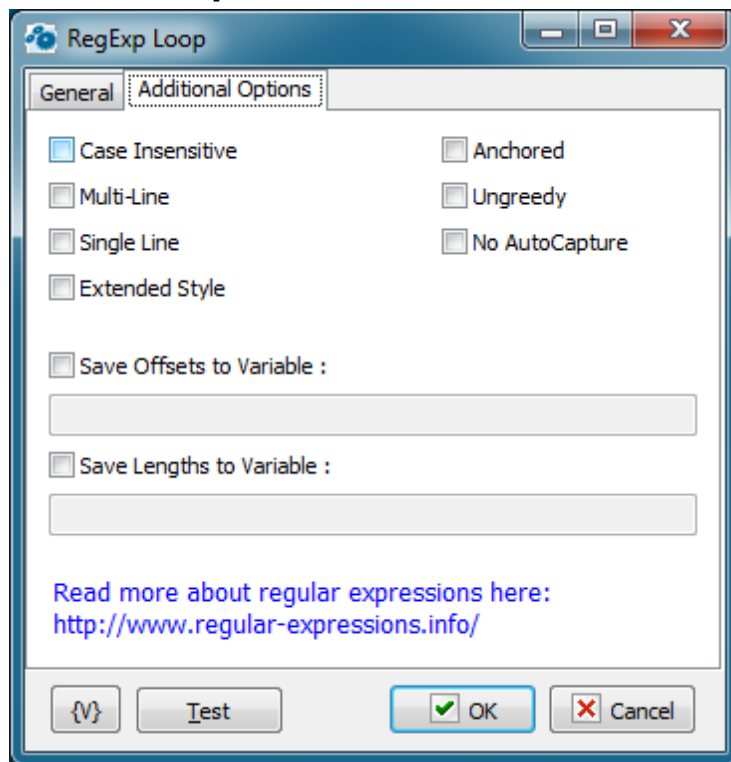 RegExp Loop
General Additional Options
Case Insensitive Anchored
Multi-Line Ungreedy
Single Line No AutoCapture
Extended Style
Save Offsets to Variable :
Save Lengths to Variable :
Read more about regular expressions here:
http://www.regular-expressions.info/
{V} Test OK Cancel